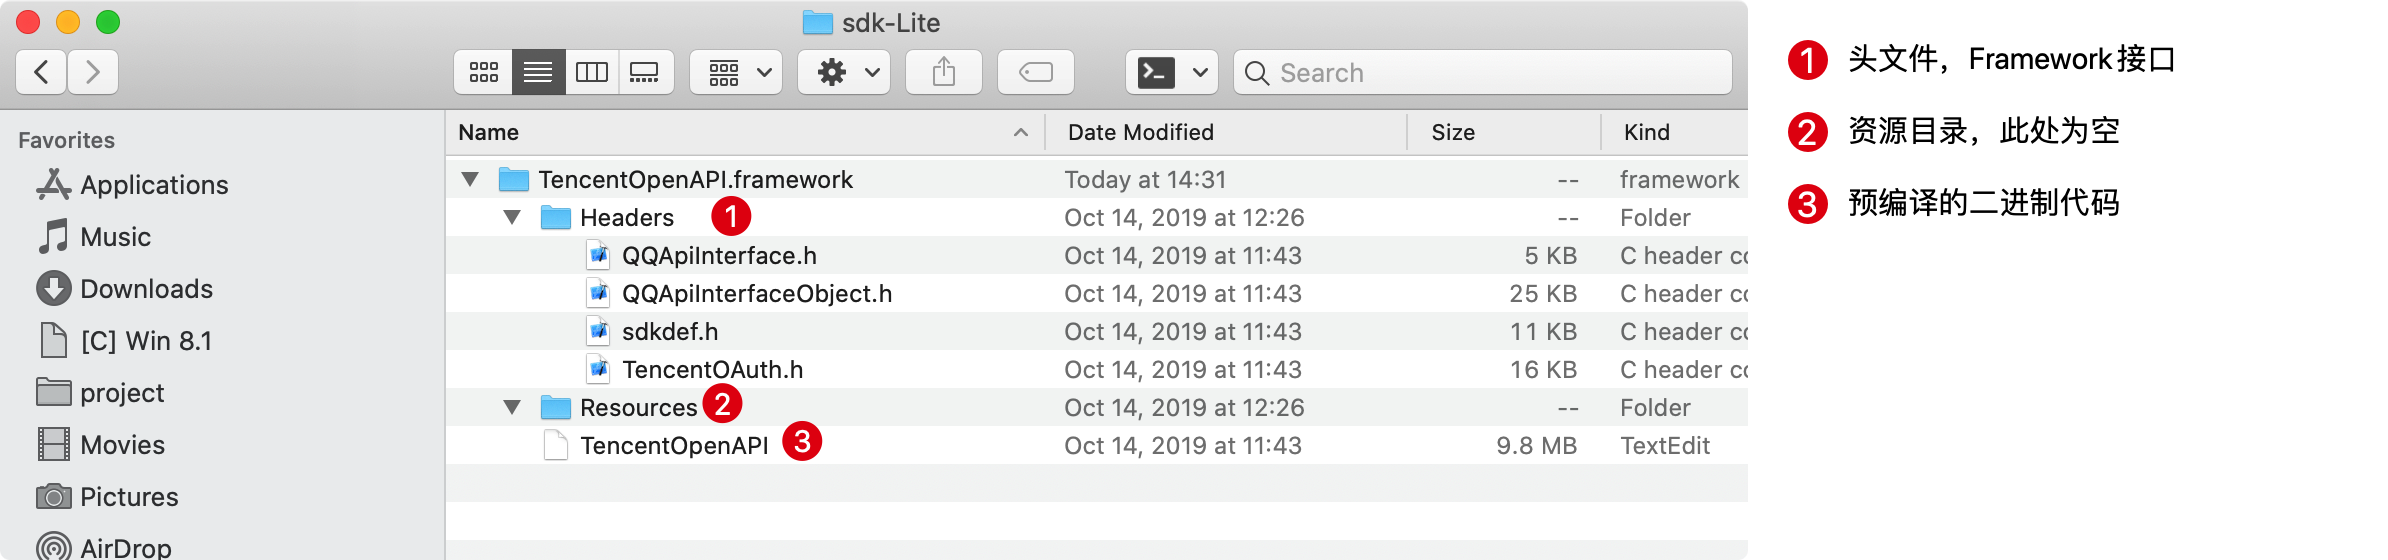 sdk-Lite
Search
Favorites
Applications
Music
Downloads
[C] Win 8.1
project
Movies
Pictures
AirDrop
Name Date Modified Size Kind
TencentOpenAPI.framework Today at 14:31 -- framework
Headers 1 Oct 14, 2019 at 12:26 -- Folder
QQApiInterface.h Oct 14, 2019 at 11:43 5 KB C header
QQApiInterfaceObject.h Oct 14, 2019 at 11:43 25 KB C header
sdkdef.h Oct 14, 2019 at 11:43 11 KB C header
TencentOAuth.h Oct 14, 2019 at 11:43 16 KB C header
Resources 2 Oct 14, 2019 at 12:26 -- Folder
TencentOpenAPI 3 Oct 14, 2019 at 11:43 9.8 MB TextEdit
1 头文件，Framework接口
2 资源目录，此处为空
3 预编译的二进制代码